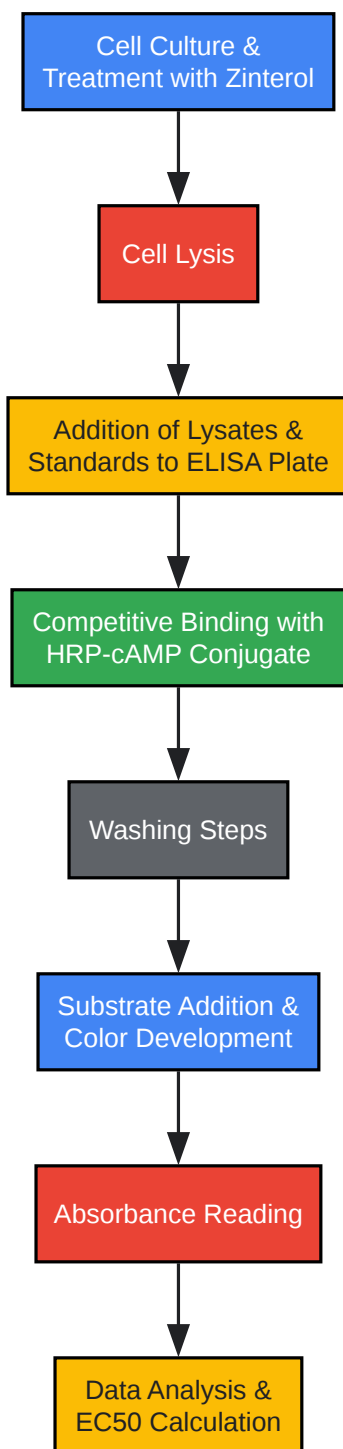 Cell Culture &
Treatment with Zinterol
Cell Lysis
Addition of Lysates &
Standards to ELISA Plate
Competitive Binding with
HRP-cAMP Conjugate
Washing Steps
Substrate Addition &
Color Development
Absorbance Reading
Data Analysis &
EC50 Calculation